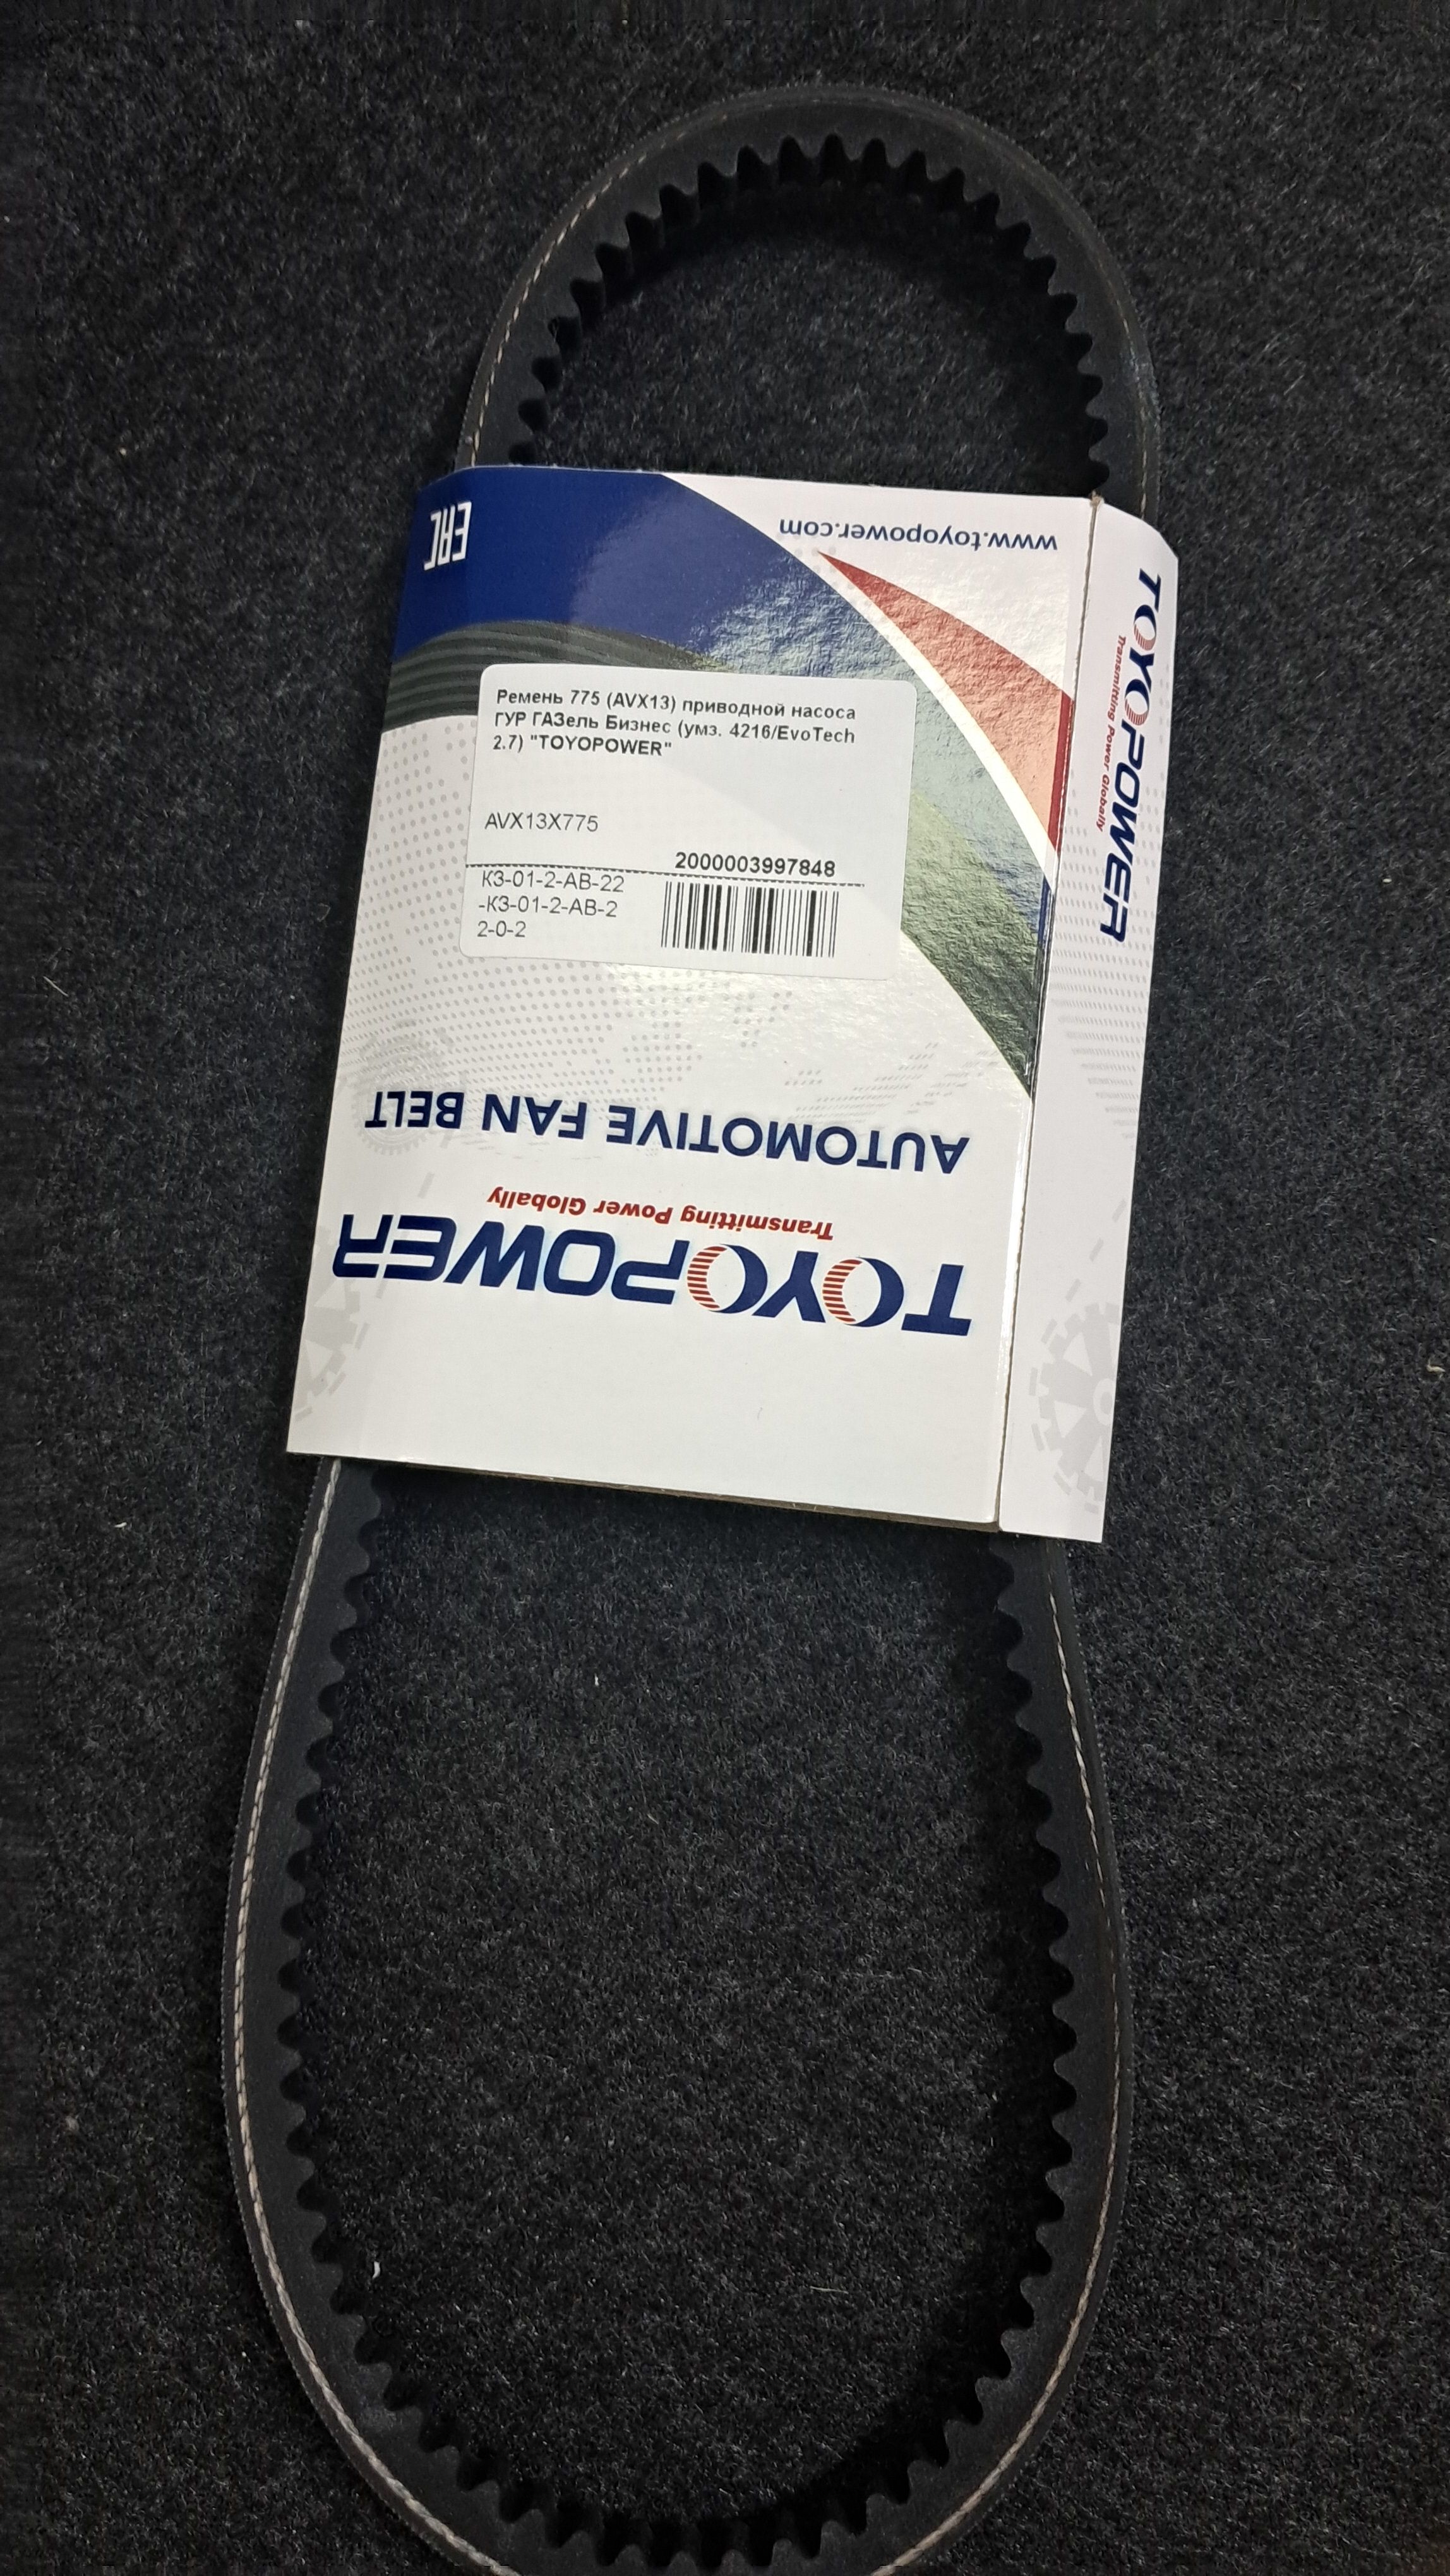 EAC
www.toyopower.com
Ремень 775 (AVX13) приводной насоса
ГУР ГАЗель Бизнес (умз. 4216/EvoTech
2.7) "TOYOPOWER"
AVX13X775
2000003997848
КЗ-01-2-АВ-22
-КЗ-01-2-АВ-2
2-0-2
AUTOMOTIVE FAN BELT
Transmitting Power Globally
TOYOPOWER
TOYOPOWER
Transmitting Power Globally